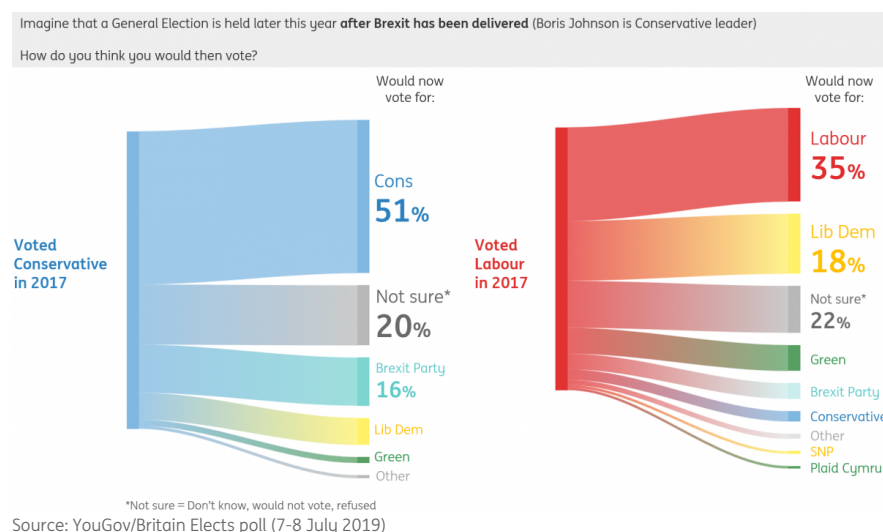 Imagine that a General Election is held later this year after Brexit has been delivered (Boris Johnson is Conservative leader)
How do you think you would then vote?
Would now
vote for:
Cons
51%
Voted
Conservative
in 2017
Not sure*
20%
Brexit Party
16%
Lib Dem
Green
Other
Would now
vote for:
Labour
35%
Voted
Labour
in 2017
Lib Dem
18%
Not sure*
22%
Green
Brexit Party
Conservative
Other
SNP
Plaid Cymru
*Not sure = Don't know, would not vote, refused
Source: YouGov/Britain Elects poll (7-8 July 2019)